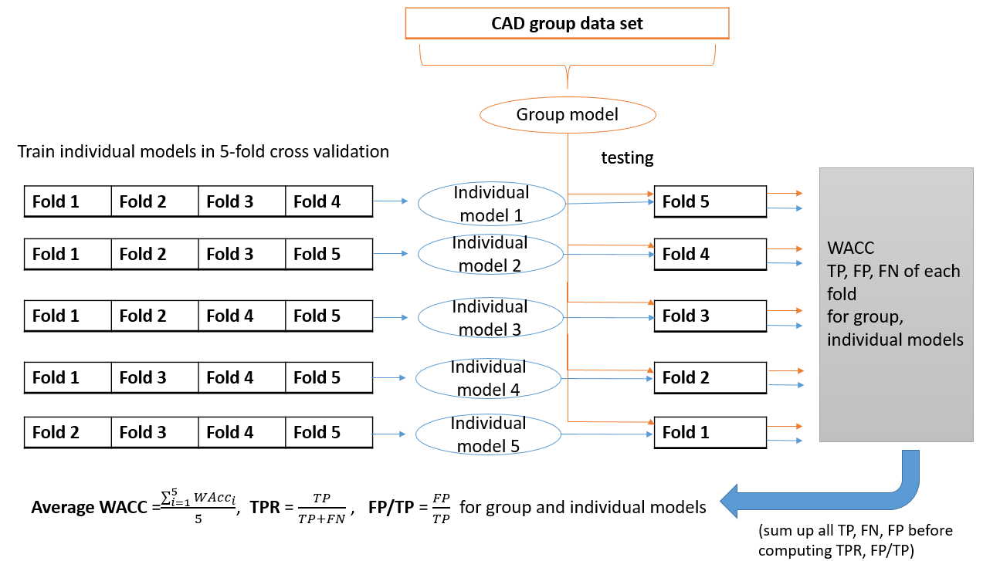 CAD group data set
Group model
Train individual models in 5-fold cross validation
testing
Fold 1 Fold 2 Fold 3 Fold 4
Individual
model 1
Fold 5
Fold 1 Fold 2 Fold 3 Fold 5
Individual
model 2
Fold 4
Fold 1 Fold 2 Fold 4 Fold 5
Individual
model 3
Fold 3
Fold 1 Fold 3 Fold 4 Fold 5
Individual
model 4
Fold 2
Fold 2 Fold 3 Fold 4 Fold 5
Individual
model 5
Fold 1
WACC
TP, FP, FN of each
fold
for group,
individual models
Average WACC = \frac{\sum_{i=1}^{5} WAcc_i}{5}, TPR = \frac{TP}{TP+FN}, FP/TP = \frac{FP}{TP} for group and individual models
(sum up all TP, FN, FP before
computing TPR, FP/TP)